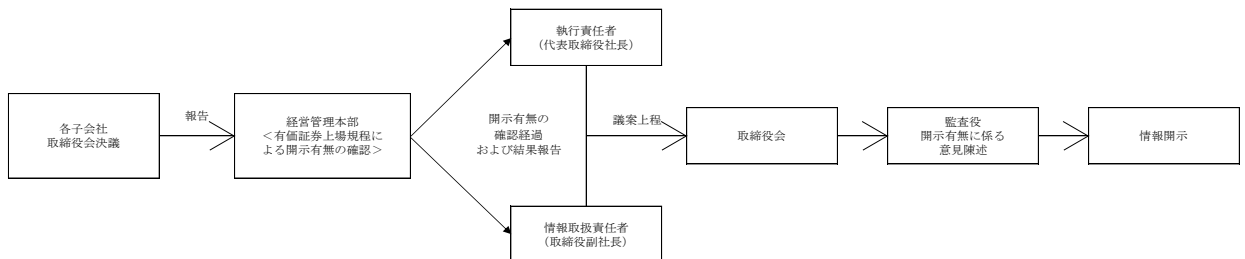 各子会社
取締役会決議
報告
経営管理本部
＜有価証券上場規程に
よる開示有無の確認＞
執行責任者
（代表取締役社長）
開示有無の
確認経過
および結果報告
情報取扱責任者
（取締役副社長）
議案上程
取締役会
監査役
開示有無に係る
意見陳述
情報開示